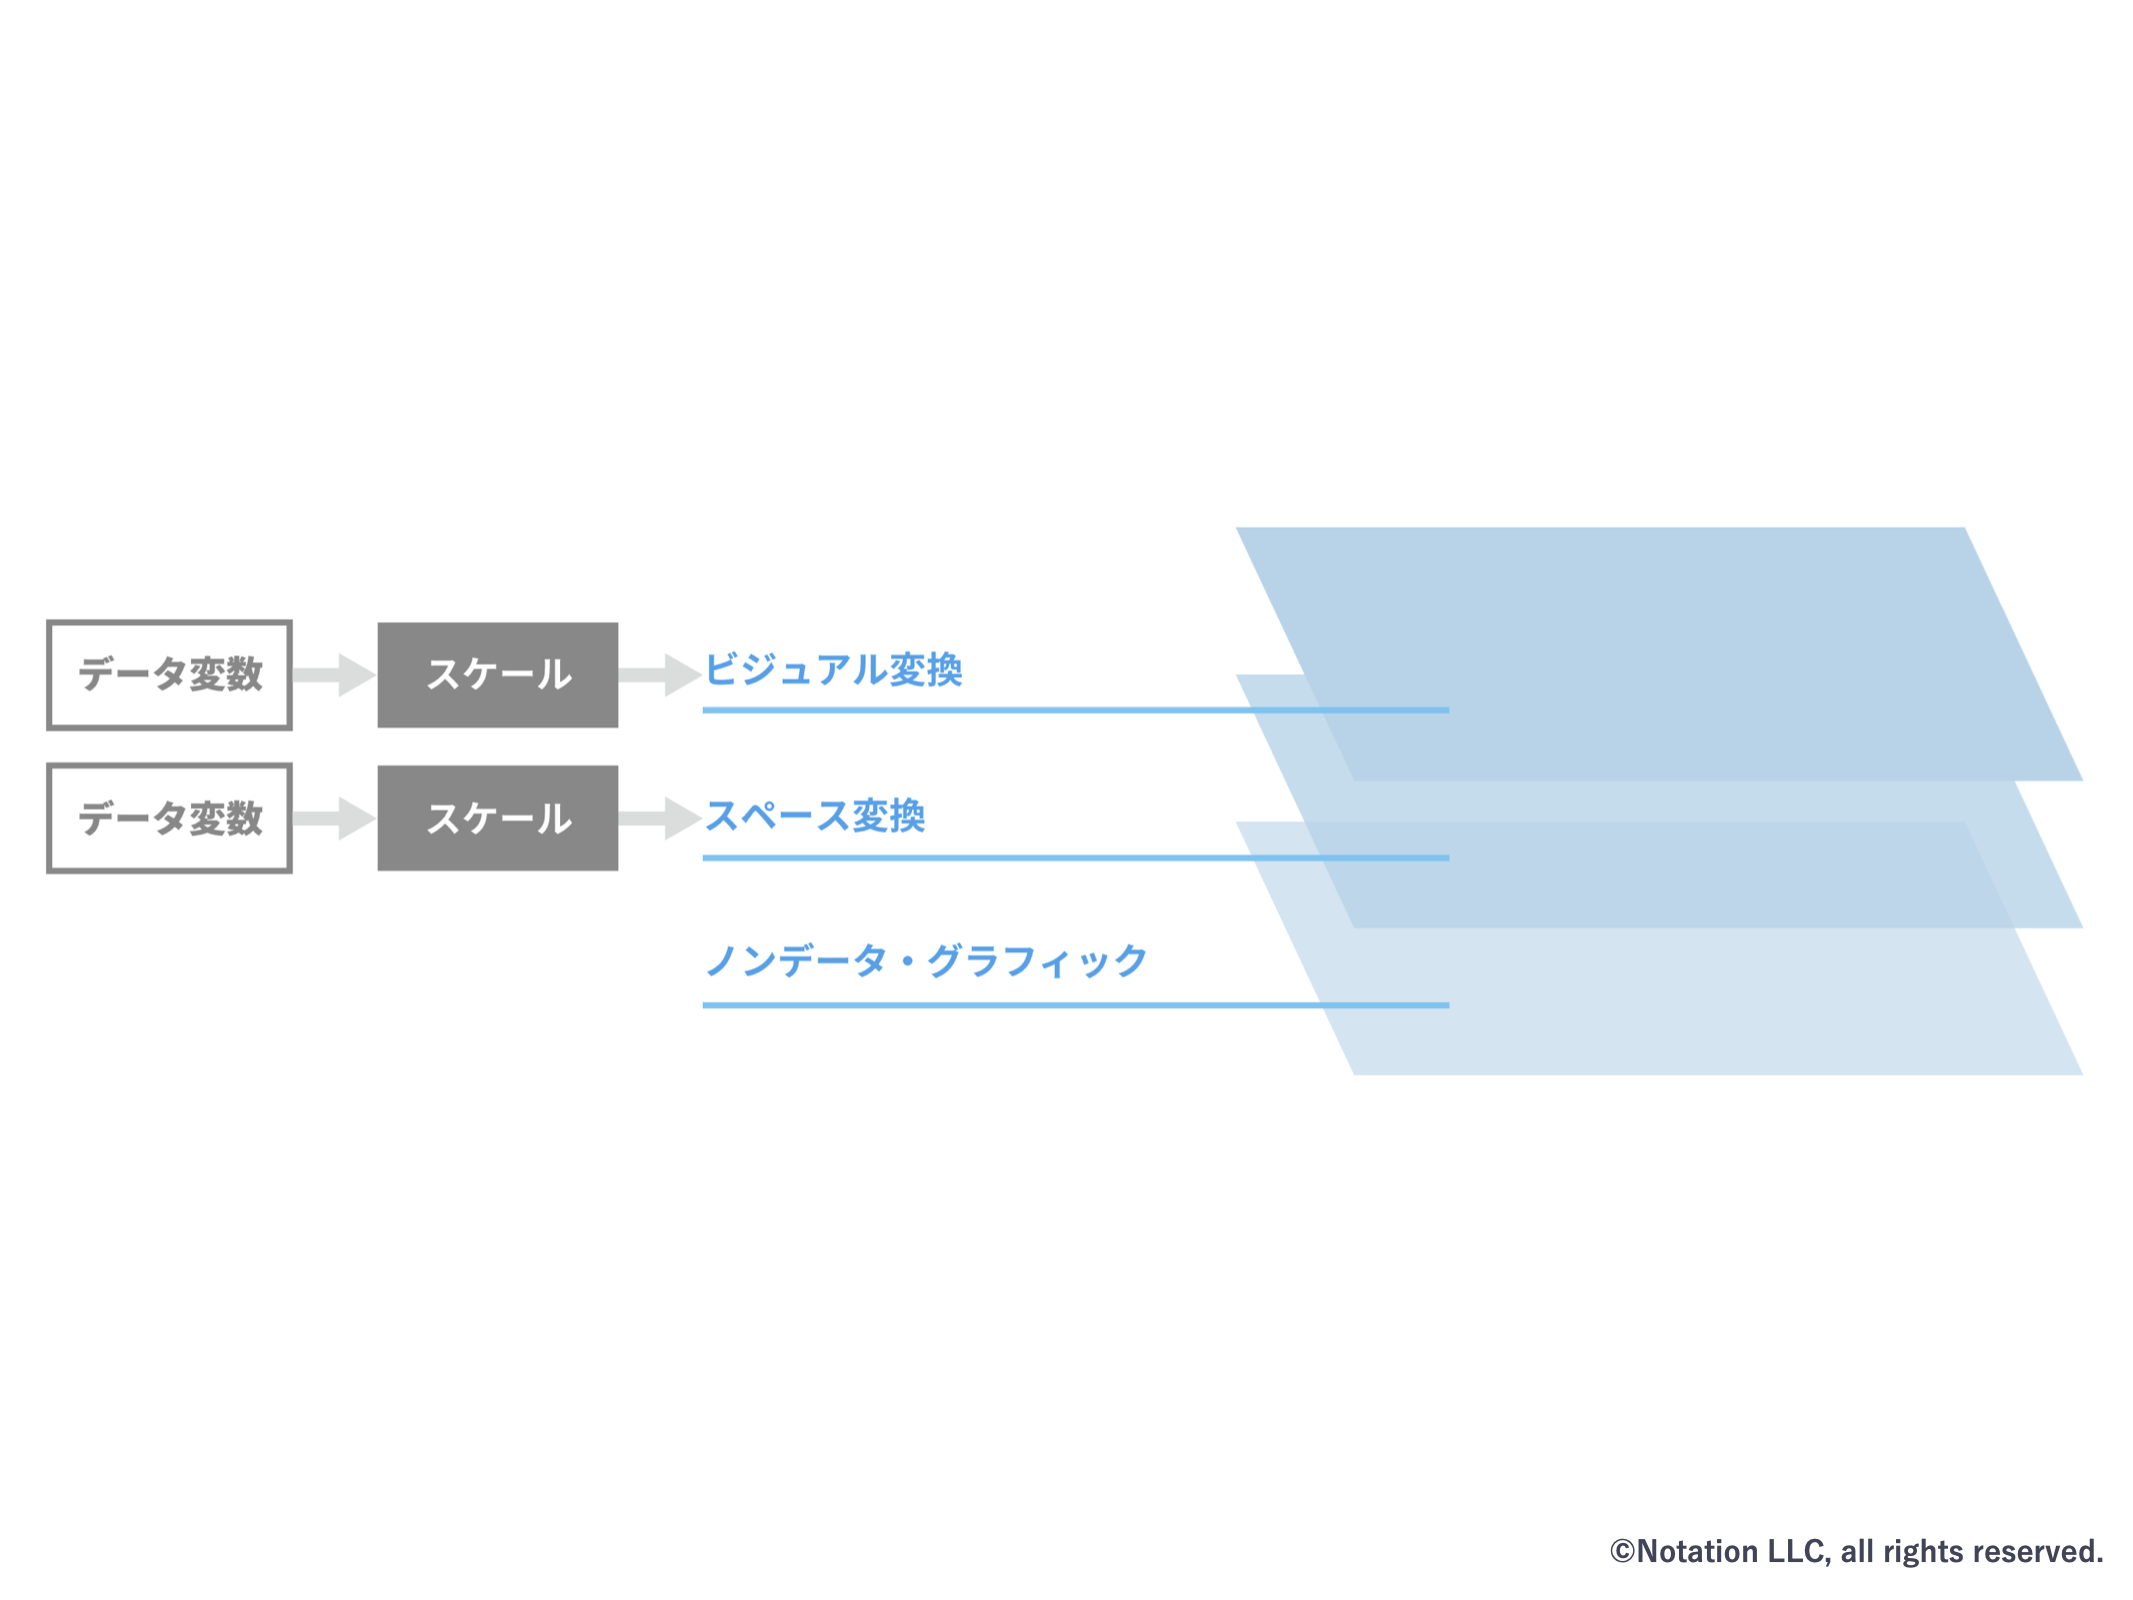 データ変数 スケール ビジュアル変換
データ変数 スケール スペース変換
ノンデータ・グラフィック
©Notation LLC, all rights reserved.